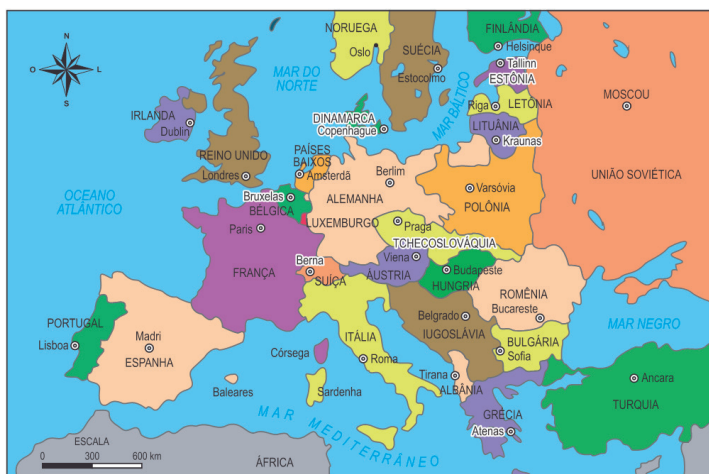 N
O
L
S
NORUEGA
Oslo
SUÉCIA
Estocolmo
FINLÂNDIA
Helsinque
Tallinn
ESTÔNIA
MAR DO
NORTE
MAR BÁLTICO
Riga
LETÔNIA
MOSCOU
IRLANDA
Dublin
DINAMARCA
Copenhague
LITUÂNIA
Kraunas
REINO UNIDO
Londres
PAÍSES
BAIXOS
Amsterdã
Berlim
ALEMANHA
Varsóvia
POLÔNIA
UNIÃO SOVIÉTICA
OCEANO
ATLÂNTICO
Bruxelas
BÉLGICA
LUXEMBURGO
Paris
Praga
TCHECOSLOVÁQUIA
FRANÇA
Berna
SUÍÇA
Viena
ÁUSTRIA
Budapeste
HUNGRIA
ROMÊNIA
Bucareste
Belgrado
IUGOSLÁVIA
MAR NEGRO
PORTUGAL
Lisboa
Madri
ESPANHA
Córsega
ITÁLIA
Roma
BULGÁRIA
Sofia
Baleares
Sardenha
Tirana
ALBÂNIA
Ancara
TURQUIA
GRÉCIA
Atenas
MAR MEDITERRÂNEO
ESCALA
0 300 600 km
ÁFRICA